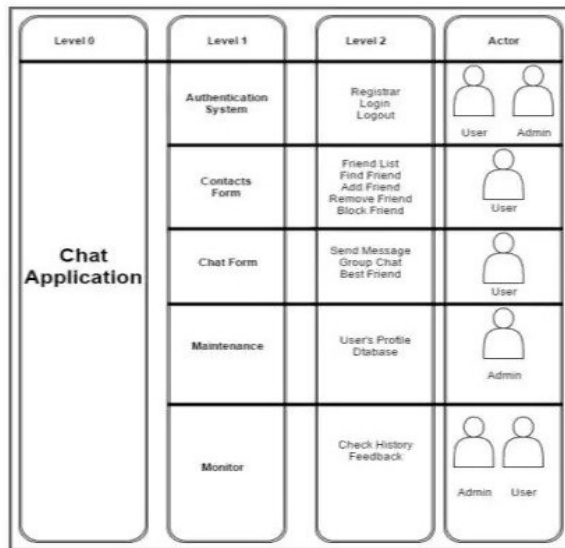 Level 0
Level 1
Level 2
Actor
Chat
Application
Authentication
System
Registrar
Login
Logout
User
Admin
Contacts
Form
Friend List
Find Friend
Add Friend
Remove Friend
Block Friend
User
Chat Form
Send Message
Group Chat
Best Friend
User
Maintenance
User's Profile
Dtabase
Admin
Monitor
Check History
Feedback
Admin
User